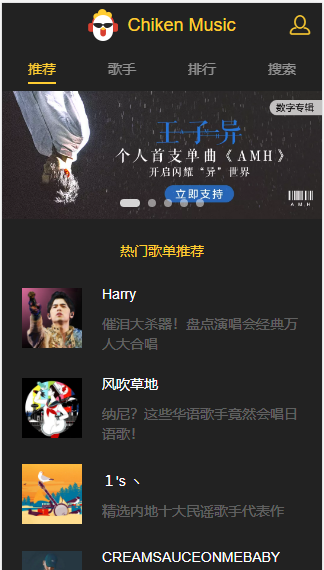 Chiken Music
推荐 歌手 排行 搜索
数字专辑
王子异
个人首支单曲《AMH》
开启闪耀“异”世界
立即支持
AMH
热门歌单推荐
Harry
催泪大杀器！盘点演唱会经典万
人大合唱
风吹草地
纳尼？这些华语歌手竟然会唱日
语歌！
1's ヽ
精选内地十大民谣歌手代表作
CREAMSAUCEONMEBABY